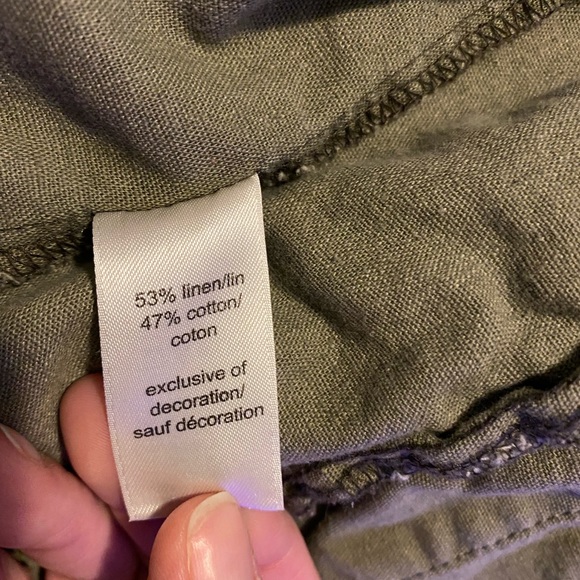 53% linen/lin
47% cotton/
coton
exclusive of
decoration/
sauf décoration